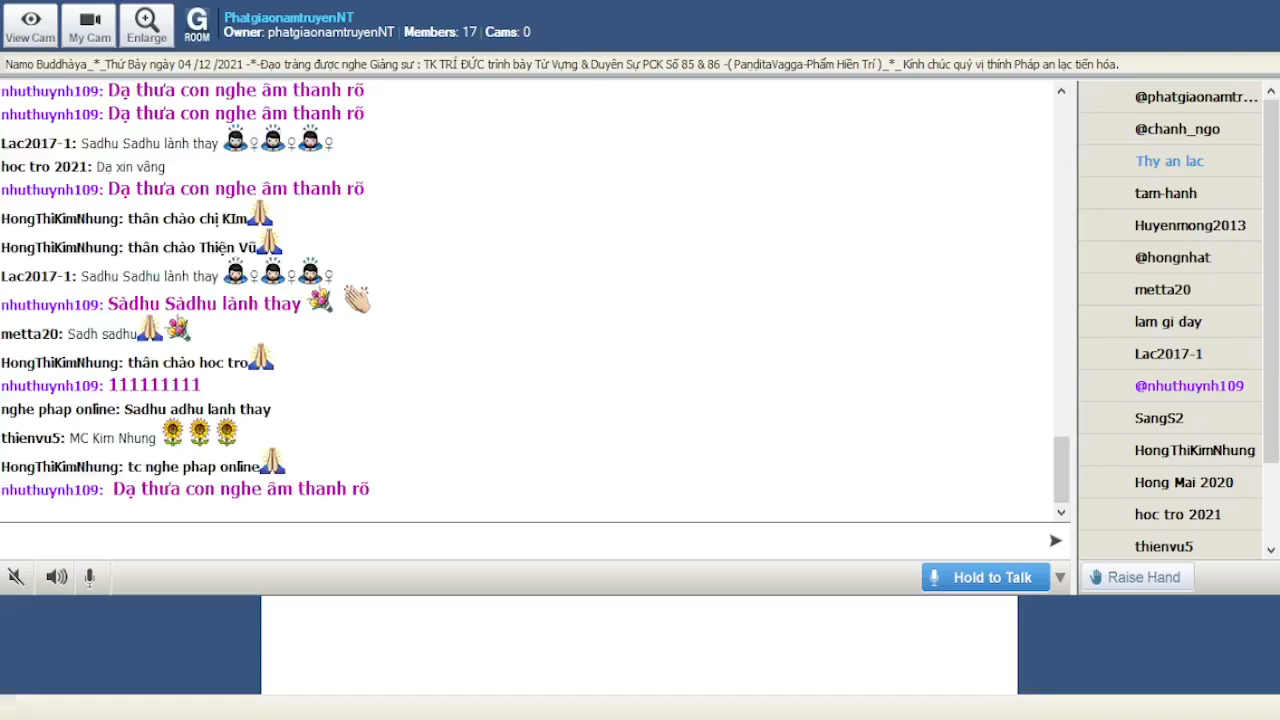 View Cam
My Cam
Enlarge
G
ROOM
PhatgiaonamtruyenNT
Owner: phatgiaonamtruyenNT | Members: 17 | Cams: 0
Namo Buddhàya_*_Thứ Bảy ngày 04 /12 /2021 -*-Đạo tràng được nghe Giảng sư : TK TRÍ ĐỨC trình bày Từ Vựng & Duyên Sự PCK Số 85 & 86 -( PaṇḍitaVagga-Phẩm Hiền Trí )_*_ Kính chúc quý vị thính Pháp an lạc tiến hóa.
nhuthuynh109: Dạ thưa con nghe âm thanh rõ
nhuthuynh109: Dạ thưa con nghe âm thanh rõ
Lac2017-1: Sadhu Sadhu lành thay
hoc tro 2021: Dạ xin vâng
nhuthuynh109: Dạ thưa con nghe âm thanh rõ
HongThiKimNhung: thân chào chị KIm
HongThiKimNhung: thân chào Thiện Vũ
Lac2017-1: Sadhu Sadhu lành thay
nhuthuynh109: Sàdhu Sàdhu lành thay
metta20: Sadh sadhu
HongThiKimNhung: thân chào hoc tro
nhuthuynh109: 111111111
nghe phap online: Sadhu adhu lanh thay
thienvu5: MC Kim Nhung
HongThiKimNhung: tc nghe phap online
nhuthuynh109: Dạ thưa con nghe âm thanh rõ
@phatgiaonamtr...
@chanh_ngo
Thy an lac
tam-hanh
Huyenmong2013
@hongnhat
metta20
lam gi day
Lac2017-1
@nhuthuynh109
SangS2
HongThiKimNhung
Hong Mai 2020
hoc tro 2021
thienvu5
Hold to Talk
Raise Hand